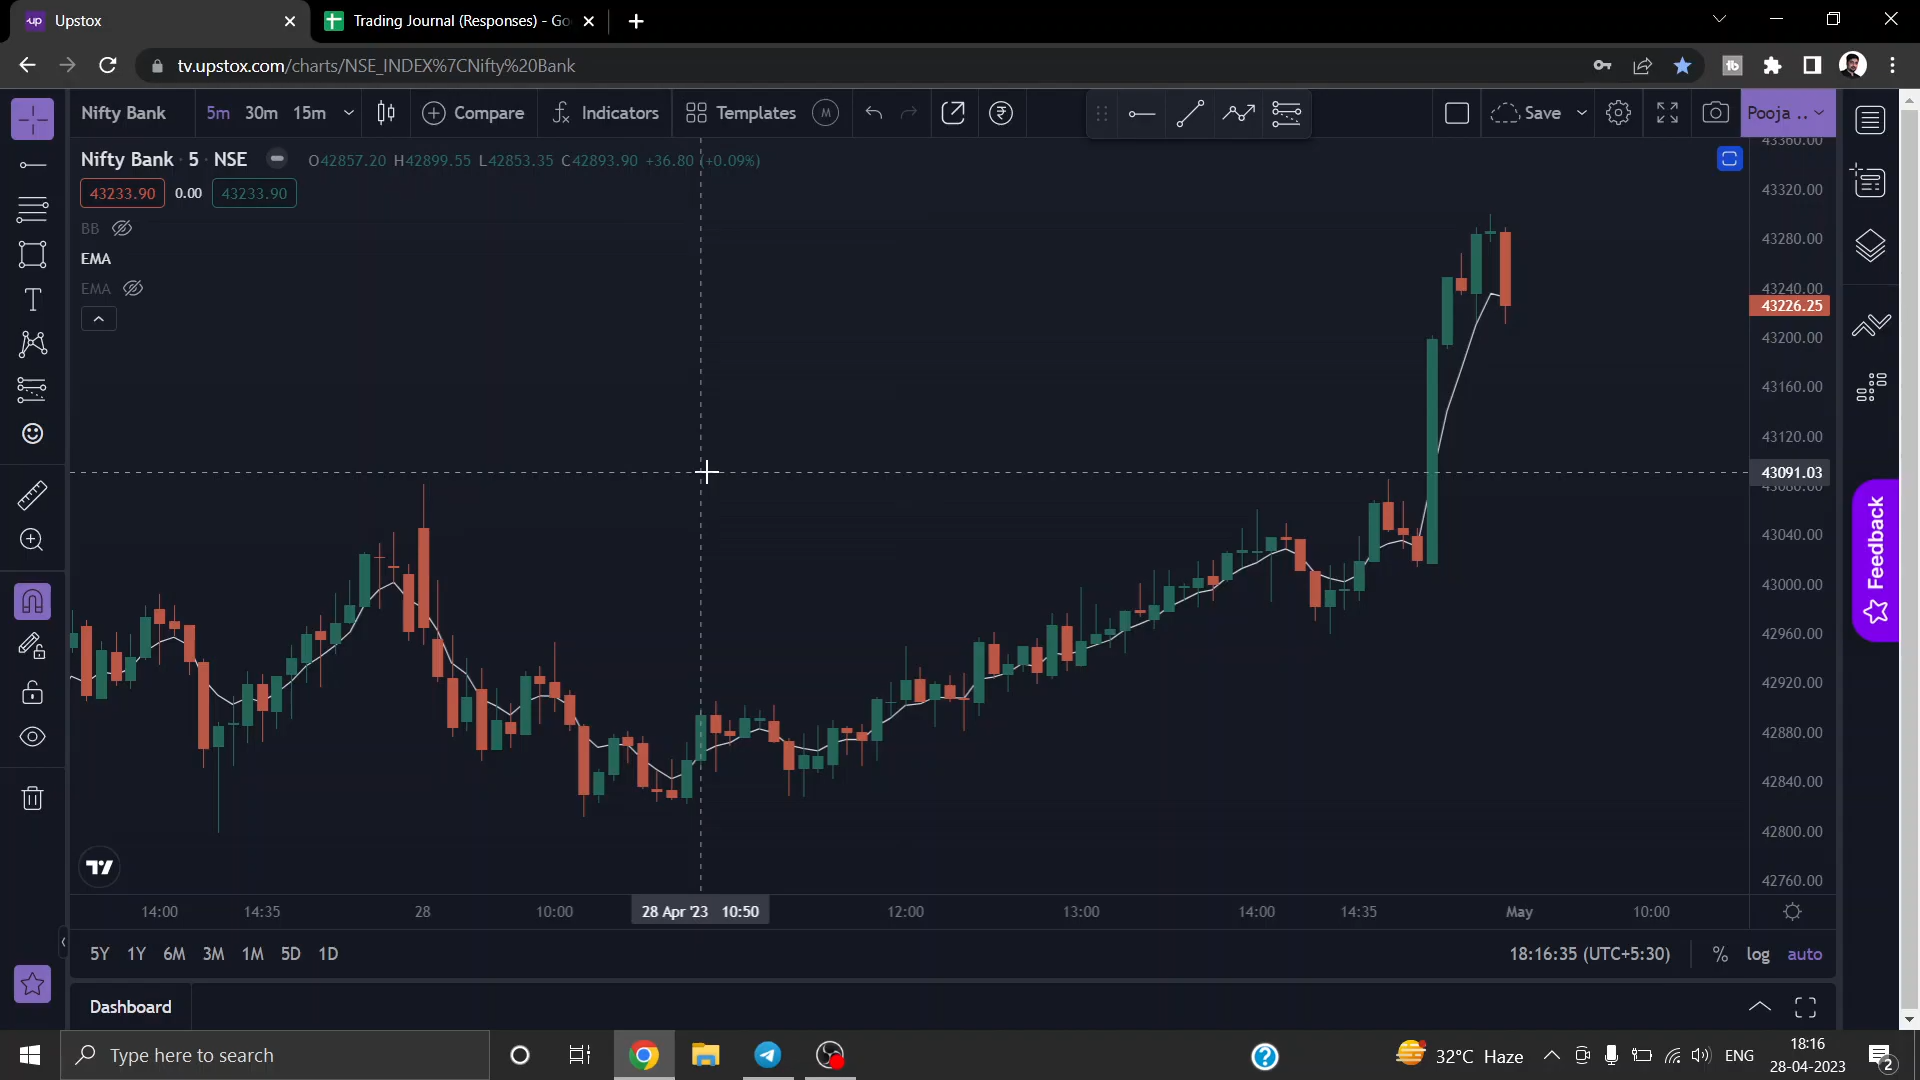 up Upstox
Trading Journal (Responses) - Go
tv.upstox.com/charts/NSE_INDEX%7CNifty%20Bank
Nifty Bank 5m 30m 15m Compare Indicators Templates M Save Pooja ..
Nifty Bank 5 NSE O42857.20 H42899.55 L42853.35 C42893.90 +36.80 (+0.09%)
43233.90 0.00 43233.90
BB
EMA
EMA
43360.00
43320.00
43280.00
43240.00
43226.25
43200.00
43160.00
43120.00
43091.03
43080.00
43040.00
43000.00
42960.00
42920.00
42880.00
42840.00
42800.00
42760.00
Feedback
14:00 14:35 28 10:00 28 Apr '23 10:50 12:00 13:00 14:00 14:35 May 10:00
5Y 1Y 6M 3M 1M 5D 1D 18:16:35 (UTC+5:30) % log auto
Dashboard
Type here to search 32°C Haze ENG 18:16
28-04-2023
2